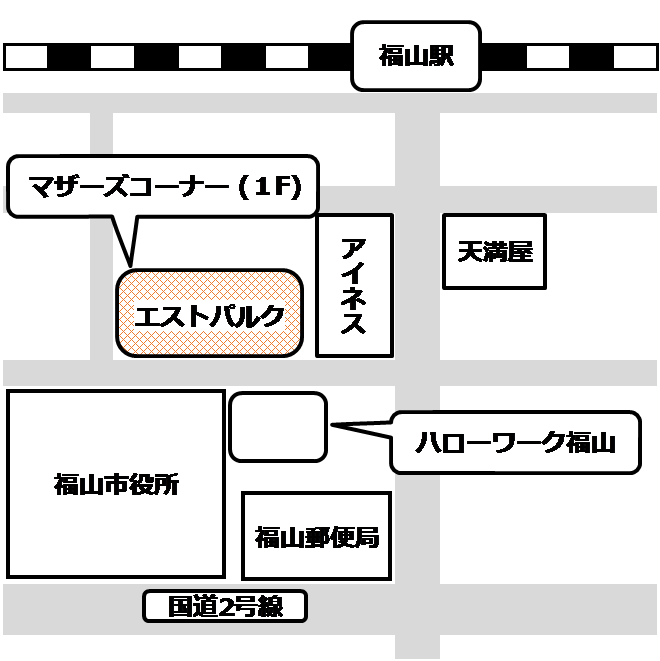 福山駅
マザーズコーナー(1F)
エストパルク
アイネス
天満屋
ハローワーク福山
福山市役所
福山郵便局
国道2号線